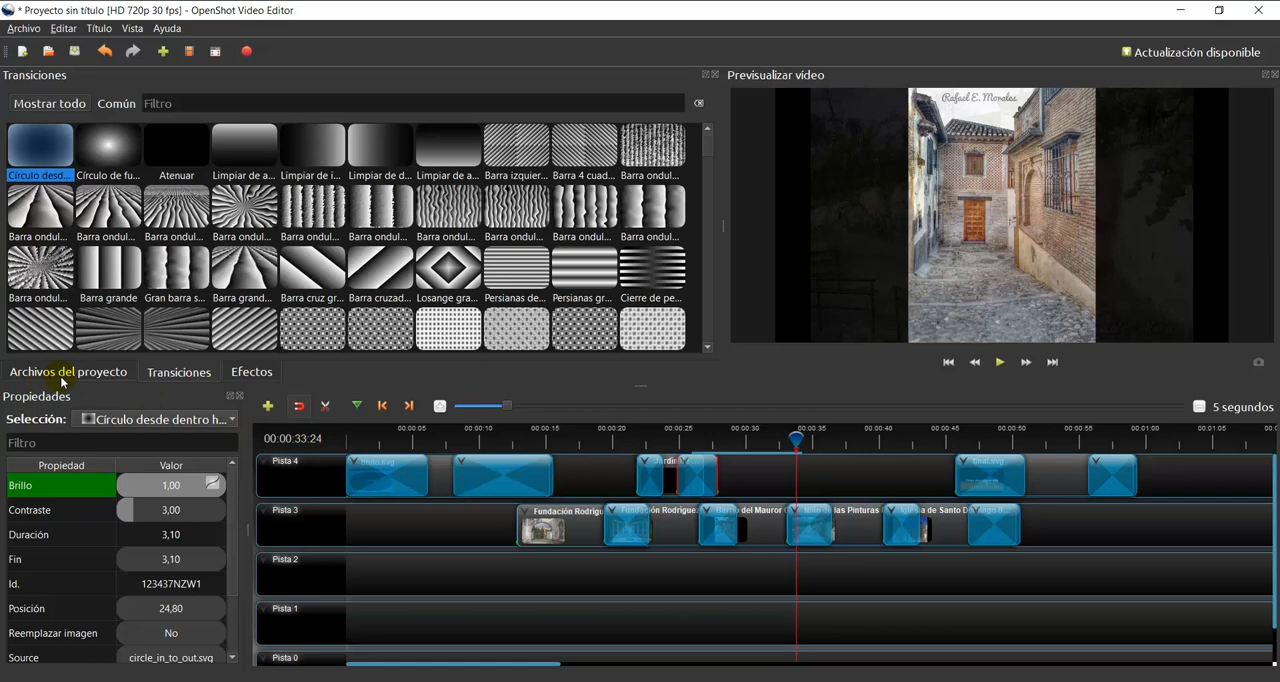 * Proyecto sin título [HD 720p 30 fps] - OpenShot Video Editor
Archivo Editar Título Vista Ayuda
Actualización disponible
Transiciones
Previsualizar vídeo
Mostrar todo Común Filtro
Rafael E. Morales
Círculo desd... Círculo de fu... Atenuar Limpiar de a... Limpiar de i... Limpiar de d... Limpiar de a... Barra izquier... Barra 4 cuad... Barra ondul...
Barra ondul... Barra ondul... Barra ondul... Barra ondul... Barra ondul... Barra ondul... Barra ondul... Barra ondul... Barra ondul... Barra ondul...
Barra ondul... Barra grande Gran barra s... Barra grand... Barra cruz gr... Barra cruzad... Losange gra... Persianas de... Persianas gr... Cierre de pe...
Archivos del proyecto Transiciones Efectos
Propiedades
Selección: Círculo desde dentro h...
5 segundos
Filtro
00:00:33:24
00:00:05 00:00:10 00:00:15 00:00:20 00:00:25 00:00:30 00:00:35 00:00:40 00:00:45 00:00:50 00:00:55 00:01:00 00:01:05
Propiedad Valor
Brillo 1,00
Contraste 3,00
Duración 3,10
Fin 3,10
Id. 123437NZW1
Posición 24,80
Reemplazar imagen No
Source circle_in_to_out.svg
Pista 4
Pista 3 Fundación Rodrigu Fundación Rodrigue. Barrio del Mauror Niño de las Pinturas Iglesia de Santo Domingo
Pista 2
Pista 1
Pista 0